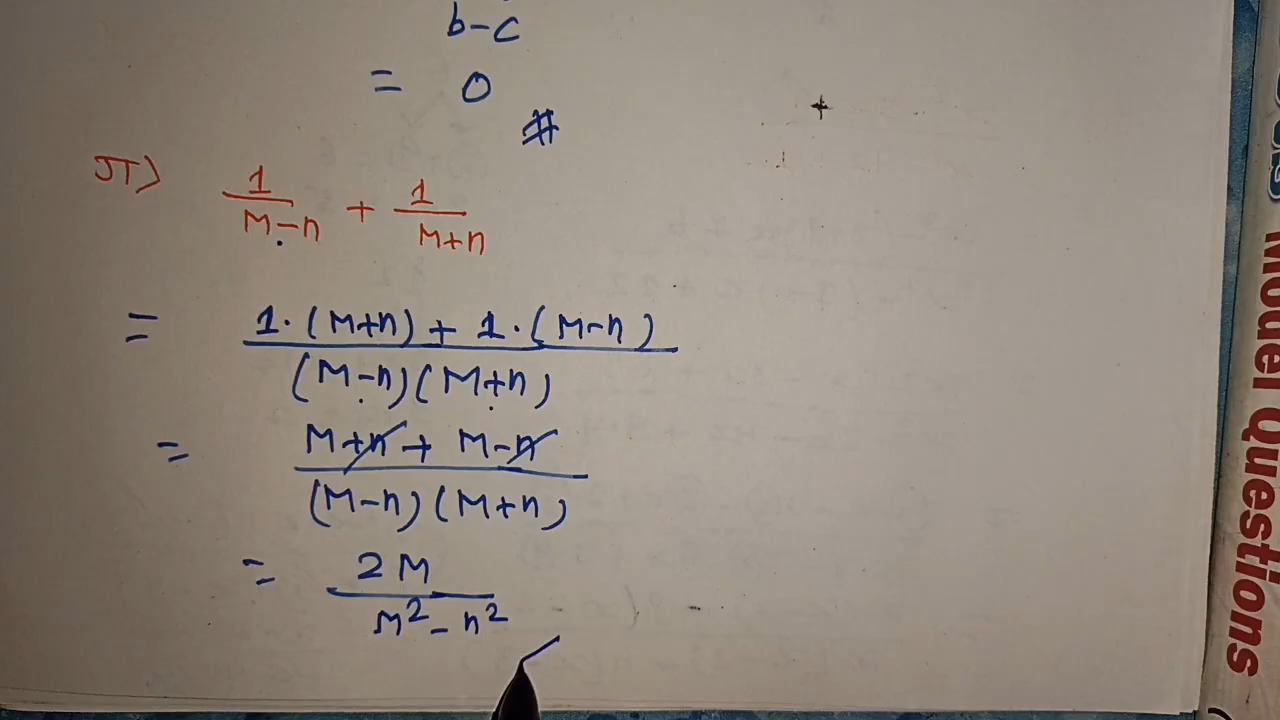 b-c
= 0
#
JT) 1/(M-n) + 1/(M+n)
= (1.(M+n) + 1.(M-n))/((M-n)(M+n))
= (M+n + M-n)/((M-n)(M+n))
= 2M/(M²-n²)
Model Questions